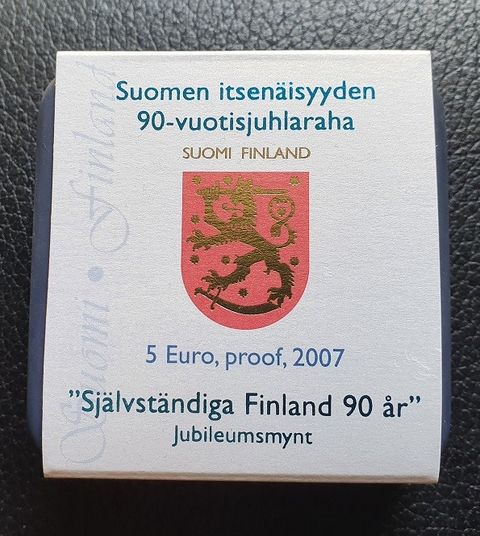 Suomen itsenäisyyden
90-vuotisjuhlaraha
SUOMI FINLAND
5 Euro, proof, 2007
"Självständiga Finland 90 år"
Jubileumsmynt
Suomi • Finland